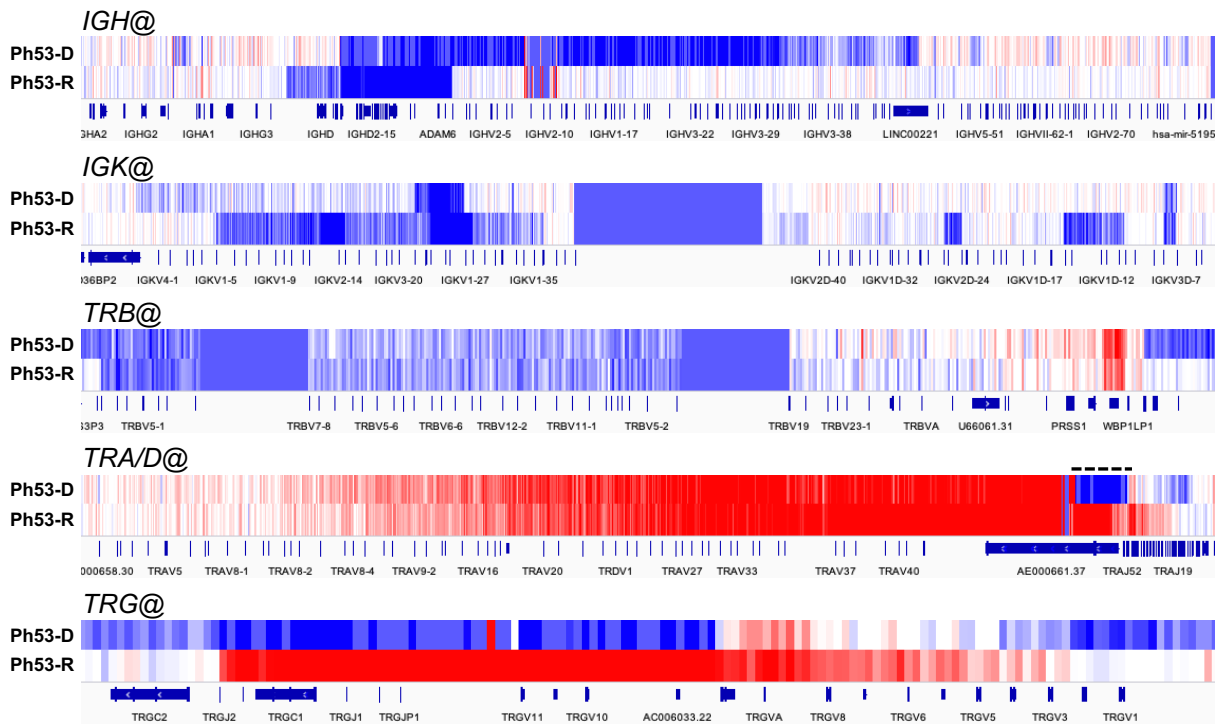 IGH@
Ph53-D
Ph53-R
GHA2 IGHG2 IGHA1 IGHG3 IGHD IGHD2-15 ADAM6 IGHV2-5 IGHV2-10 IGHV1-17 IGHV3-22 IGHV3-29 IGHV3-38 LINC00221 IGHV5-51 IGHVII-62-1 IGHV2-70 hsa-mir-5195
IGK@
Ph53-D
Ph53-R
036BP2 IGKV4-1 IGKV1-5 IGKV1-9 IGKV2-14 IGKV3-20 IGKV1-27 IGKV1-35 IGKV2D-40 IGKV1D-32 IGKV2D-24 IGKV1D-17 IGKV1D-12 IGKV3D-7
TRB@
Ph53-D
Ph53-R
S3P3 TRBV5-1 TRBV7-8 TRBV5-6 TRBV6-6 TRBV12-2 TRBV11-1 TRBV5-2 TRBV19 TRBV23-1 TRBVA U66061.31 PRSS1 WBP1LP1
TRA/D@
Ph53-D
Ph53-R
000658.30 TRAV5 TRAV8-1 TRAV8-2 TRAV8-4 TRAV9-2 TRAV16 TRAV20 TRDV1 TRAV27 TRAV33 TRAV37 TRAV40 AE000661.37 TRAJ52 TRAJ19
TRG@
Ph53-D
Ph53-R
TRGC2 TRGJ2 TRGC1 TRGJ1 TRGJP1 TRGV11 TRGV10 AC006033.22 TRGVA TRGV8 TRGV6 TRGV5 TRGV3 TRGV1